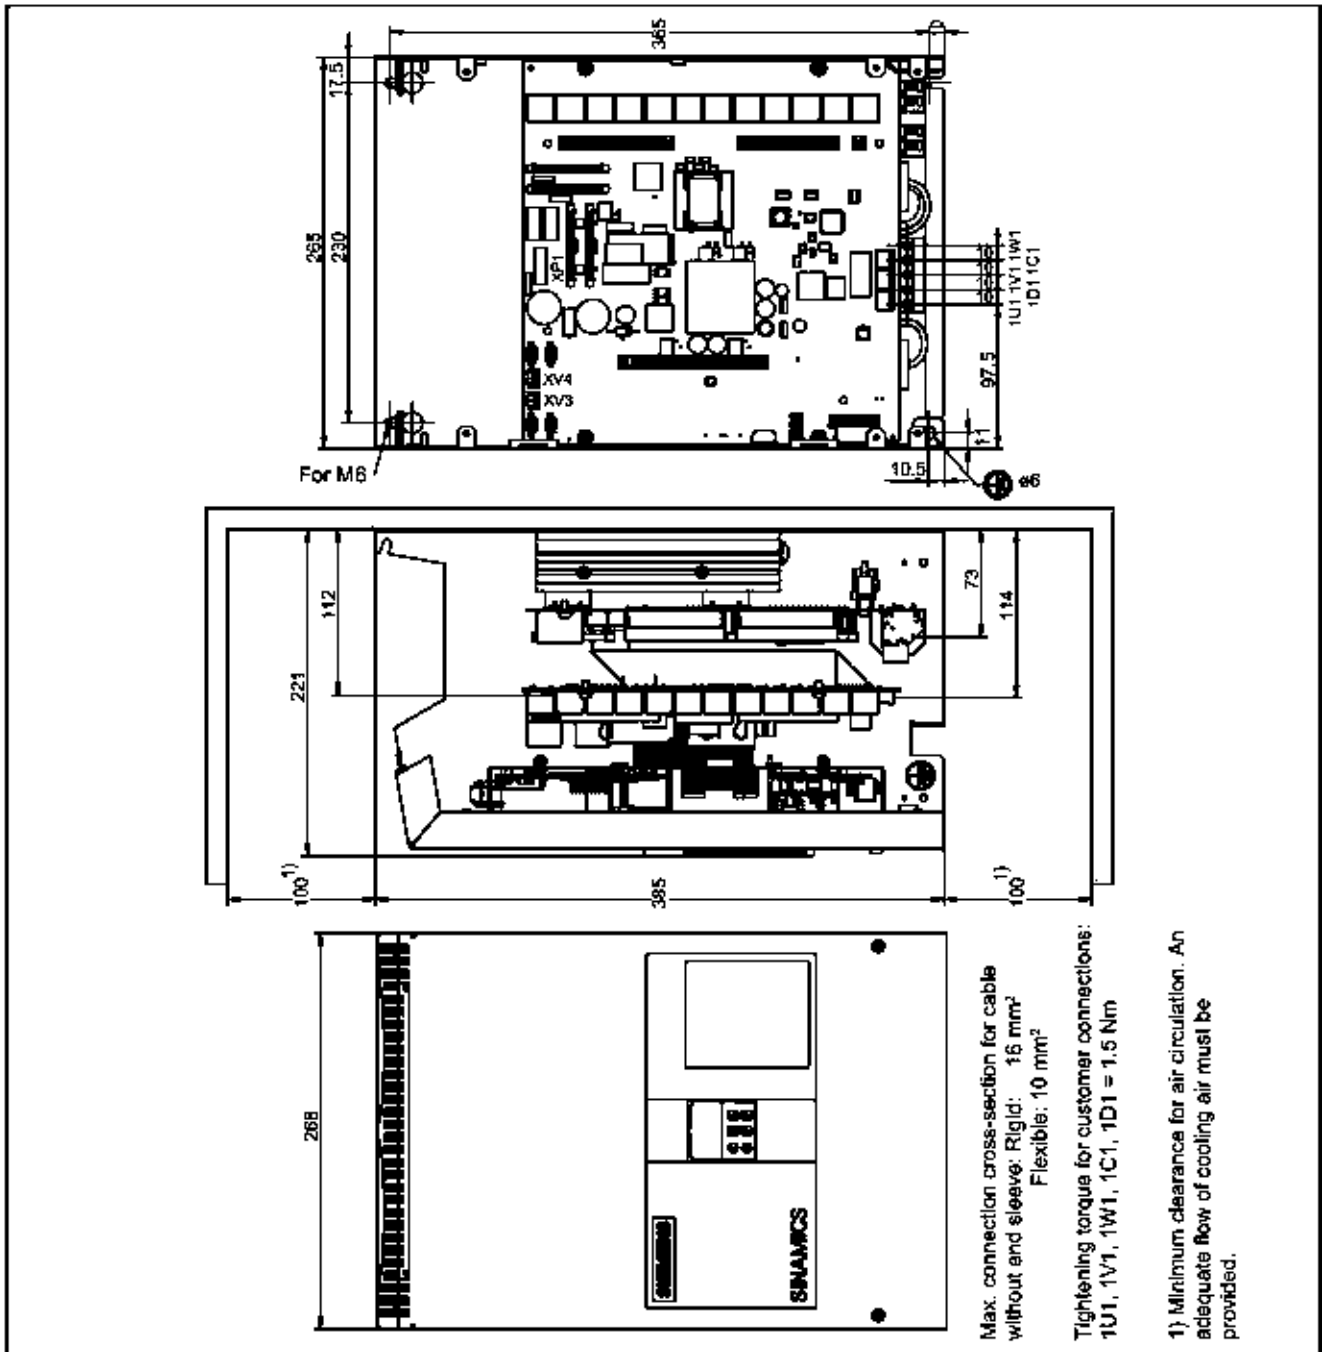 365
17.5
265
230
XP1
XV4
XV3
For M6
1U1 1V1 1W1
1D1 1C1
97.5
11
10.5
ø6
112
221
73
114
100 1)
385
100 1)
268
SIEMENS
SINAMICS
Max. connection cross-section for cable
without end sleeve: Rigid: 16 mm²
Flexible: 10 mm²
Tightening torque for customer connections:
1U1, 1V1, 1W1, 1C1, 1D1 = 1.5 Nm
1) Minimum clearance for air circulation. An
adequate flow of cooling air must be
provided.